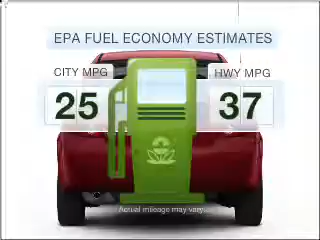 EPA FUEL ECONOMY ESTIMATES
CITY MPG
HWY MPG
25
37
Actual mileage may vary.